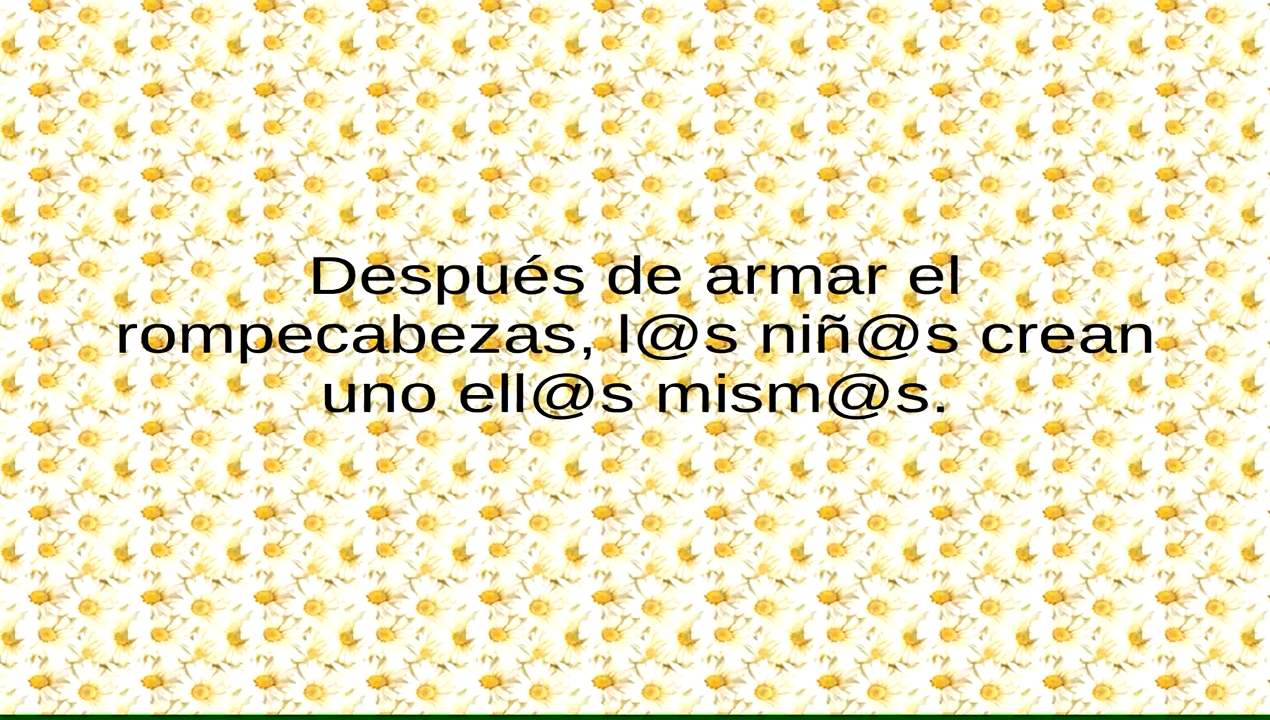 Después de armar el
rompecabezas, l@s niñ@s crean
uno ell@s mism@s.